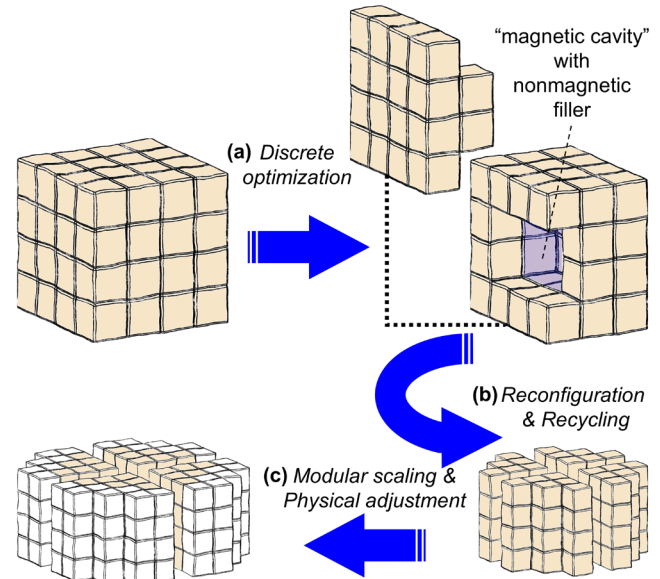 “magnetic cavity”
with
nonmagnetic
filler
(a) Discrete
optimization
(b) Reconfiguration
& Recycling
(c) Modular scaling &
Physical adjustment